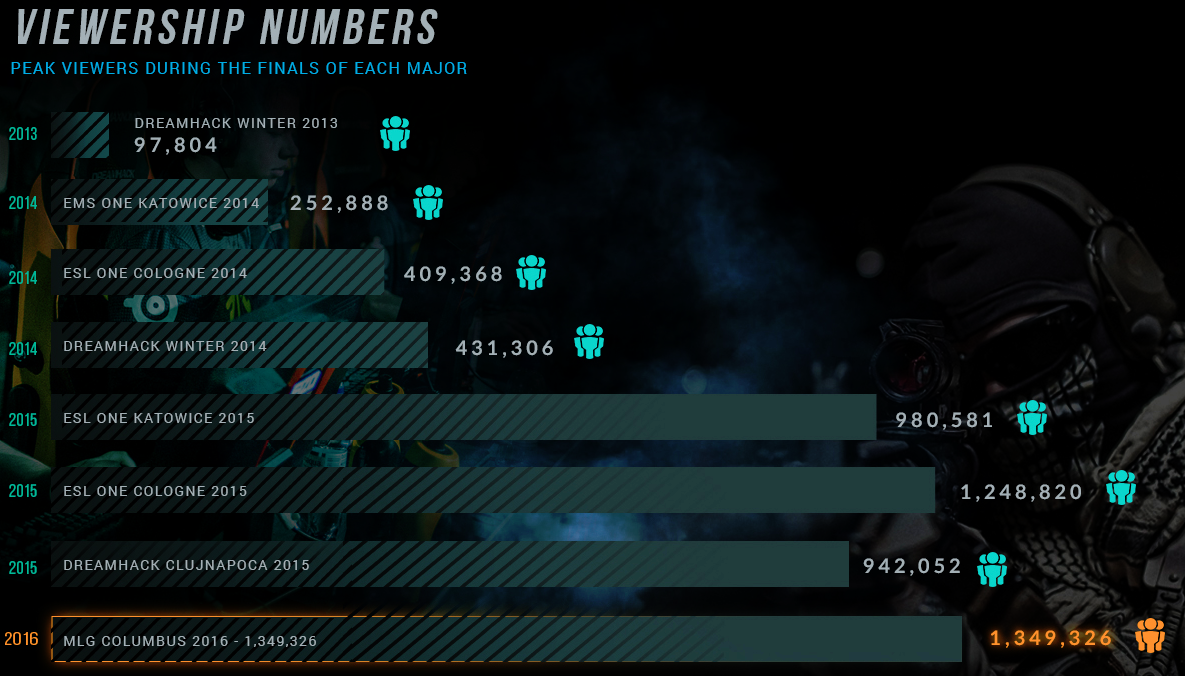 VIEWERSHIP NUMBERS
PEAK VIEWERS DURING THE FINALS OF EACH MAJOR
2013
DREAMHACK WINTER 2013
97,804
2014
EMS ONE KATOWICE 2014
252,888
2014
ESL ONE COLOGNE 2014
409,368
2014
DREAMHACK WINTER 2014
431,306
2015
ESL ONE KATOWICE 2015
980,581
2015
ESL ONE COLOGNE 2015
1,248,820
2015
DREAMHACK CLUJNAPOCA 2015
942,052
2016
MLG COLUMBUS 2016 - 1,349,326
1,349,326